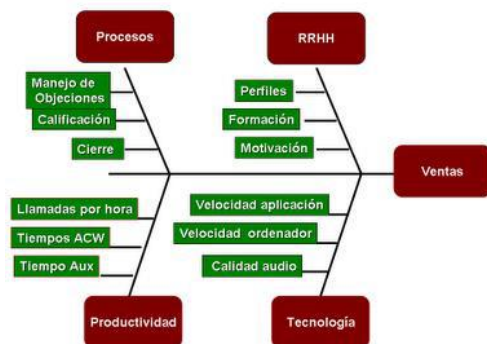 Procesos
RRHH
Manejo de
Objeciones
Calificación
Cierre
Perfiles
Formación
Motivación
Ventas
Llamadas por hora
Tiempos ACW
Tiempo Aux
Velocidad aplicación
Velocidad ordenador
Calidad audio
Productividad
Tecnología